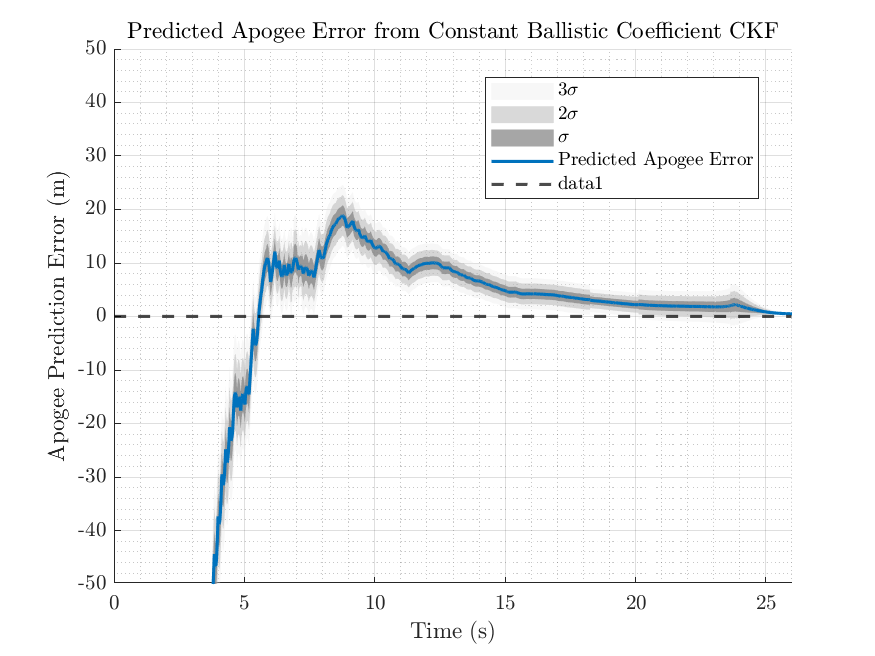 Predicted Apogee Error from Constant Ballistic Coefficient CKF
50
40
30
20
10
0
-10
-20
-30
-40
-50
Apogee Prediction Error (m)
3σ
2σ
σ
Predicted Apogee Error
data1
0 5 10 15 20 25
Time (s)